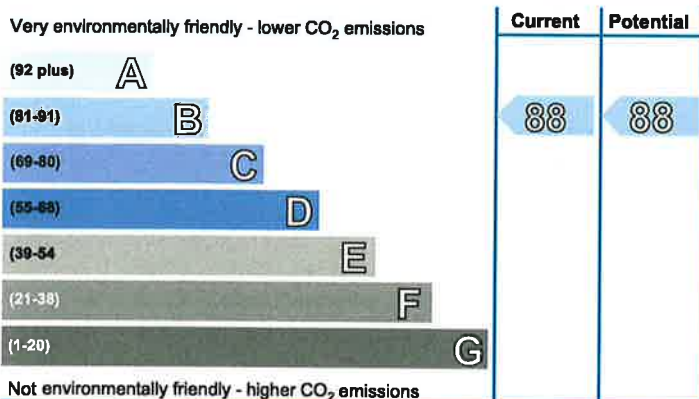 Very environmentally friendly - lower CO₂ emissions
Current Potential
(92 plus) A
(81-91) B 88 88
(69-80) C
(55-68) D
(39-54 E
(21-38) F
(1-20) G
Not environmentally friendly - higher CO₂ emissions